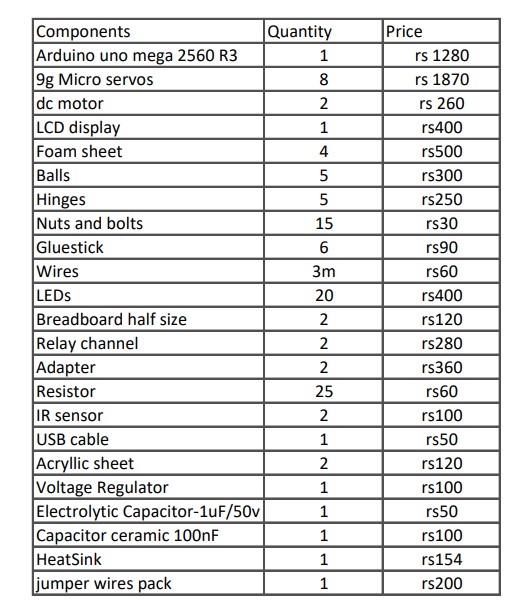 Components Quantity Price
Arduino uno mega 2560 R3 1 rs 1280
9g Micro servos 8 rs 1870
dc motor 2 rs 260
LCD display 1 rs400
Foam sheet 4 rs500
Balls 5 rs300
Hinges 5 rs250
Nuts and bolts 15 rs30
Gluestick 6 rs90
Wires 3m rs60
LEDs 20 rs400
Breadboard half size 2 rs120
Relay channel 2 rs280
Adapter 2 rs360
Resistor 25 rs60
IR sensor 2 rs100
USB cable 1 rs50
Acryllic sheet 2 rs120
Voltage Regulator 1 rs100
Electrolytic Capacitor-1uF/50v 1 rs50
Capacitor ceramic 100nF 1 rs100
HeatSink 1 rs154
jumper wires pack 1 rs200